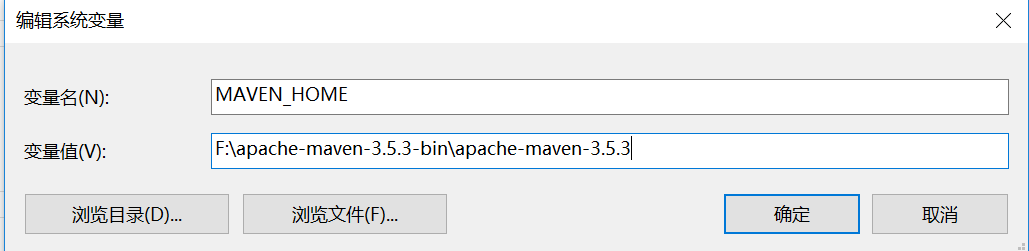 编辑系统变量
变量名(N):
MAVEN_HOME
变量值(V):
F:\apache-maven-3.5.3-bin\apache-maven-3.5.3
浏览目录(D)...
浏览文件(F)...
确定
取消